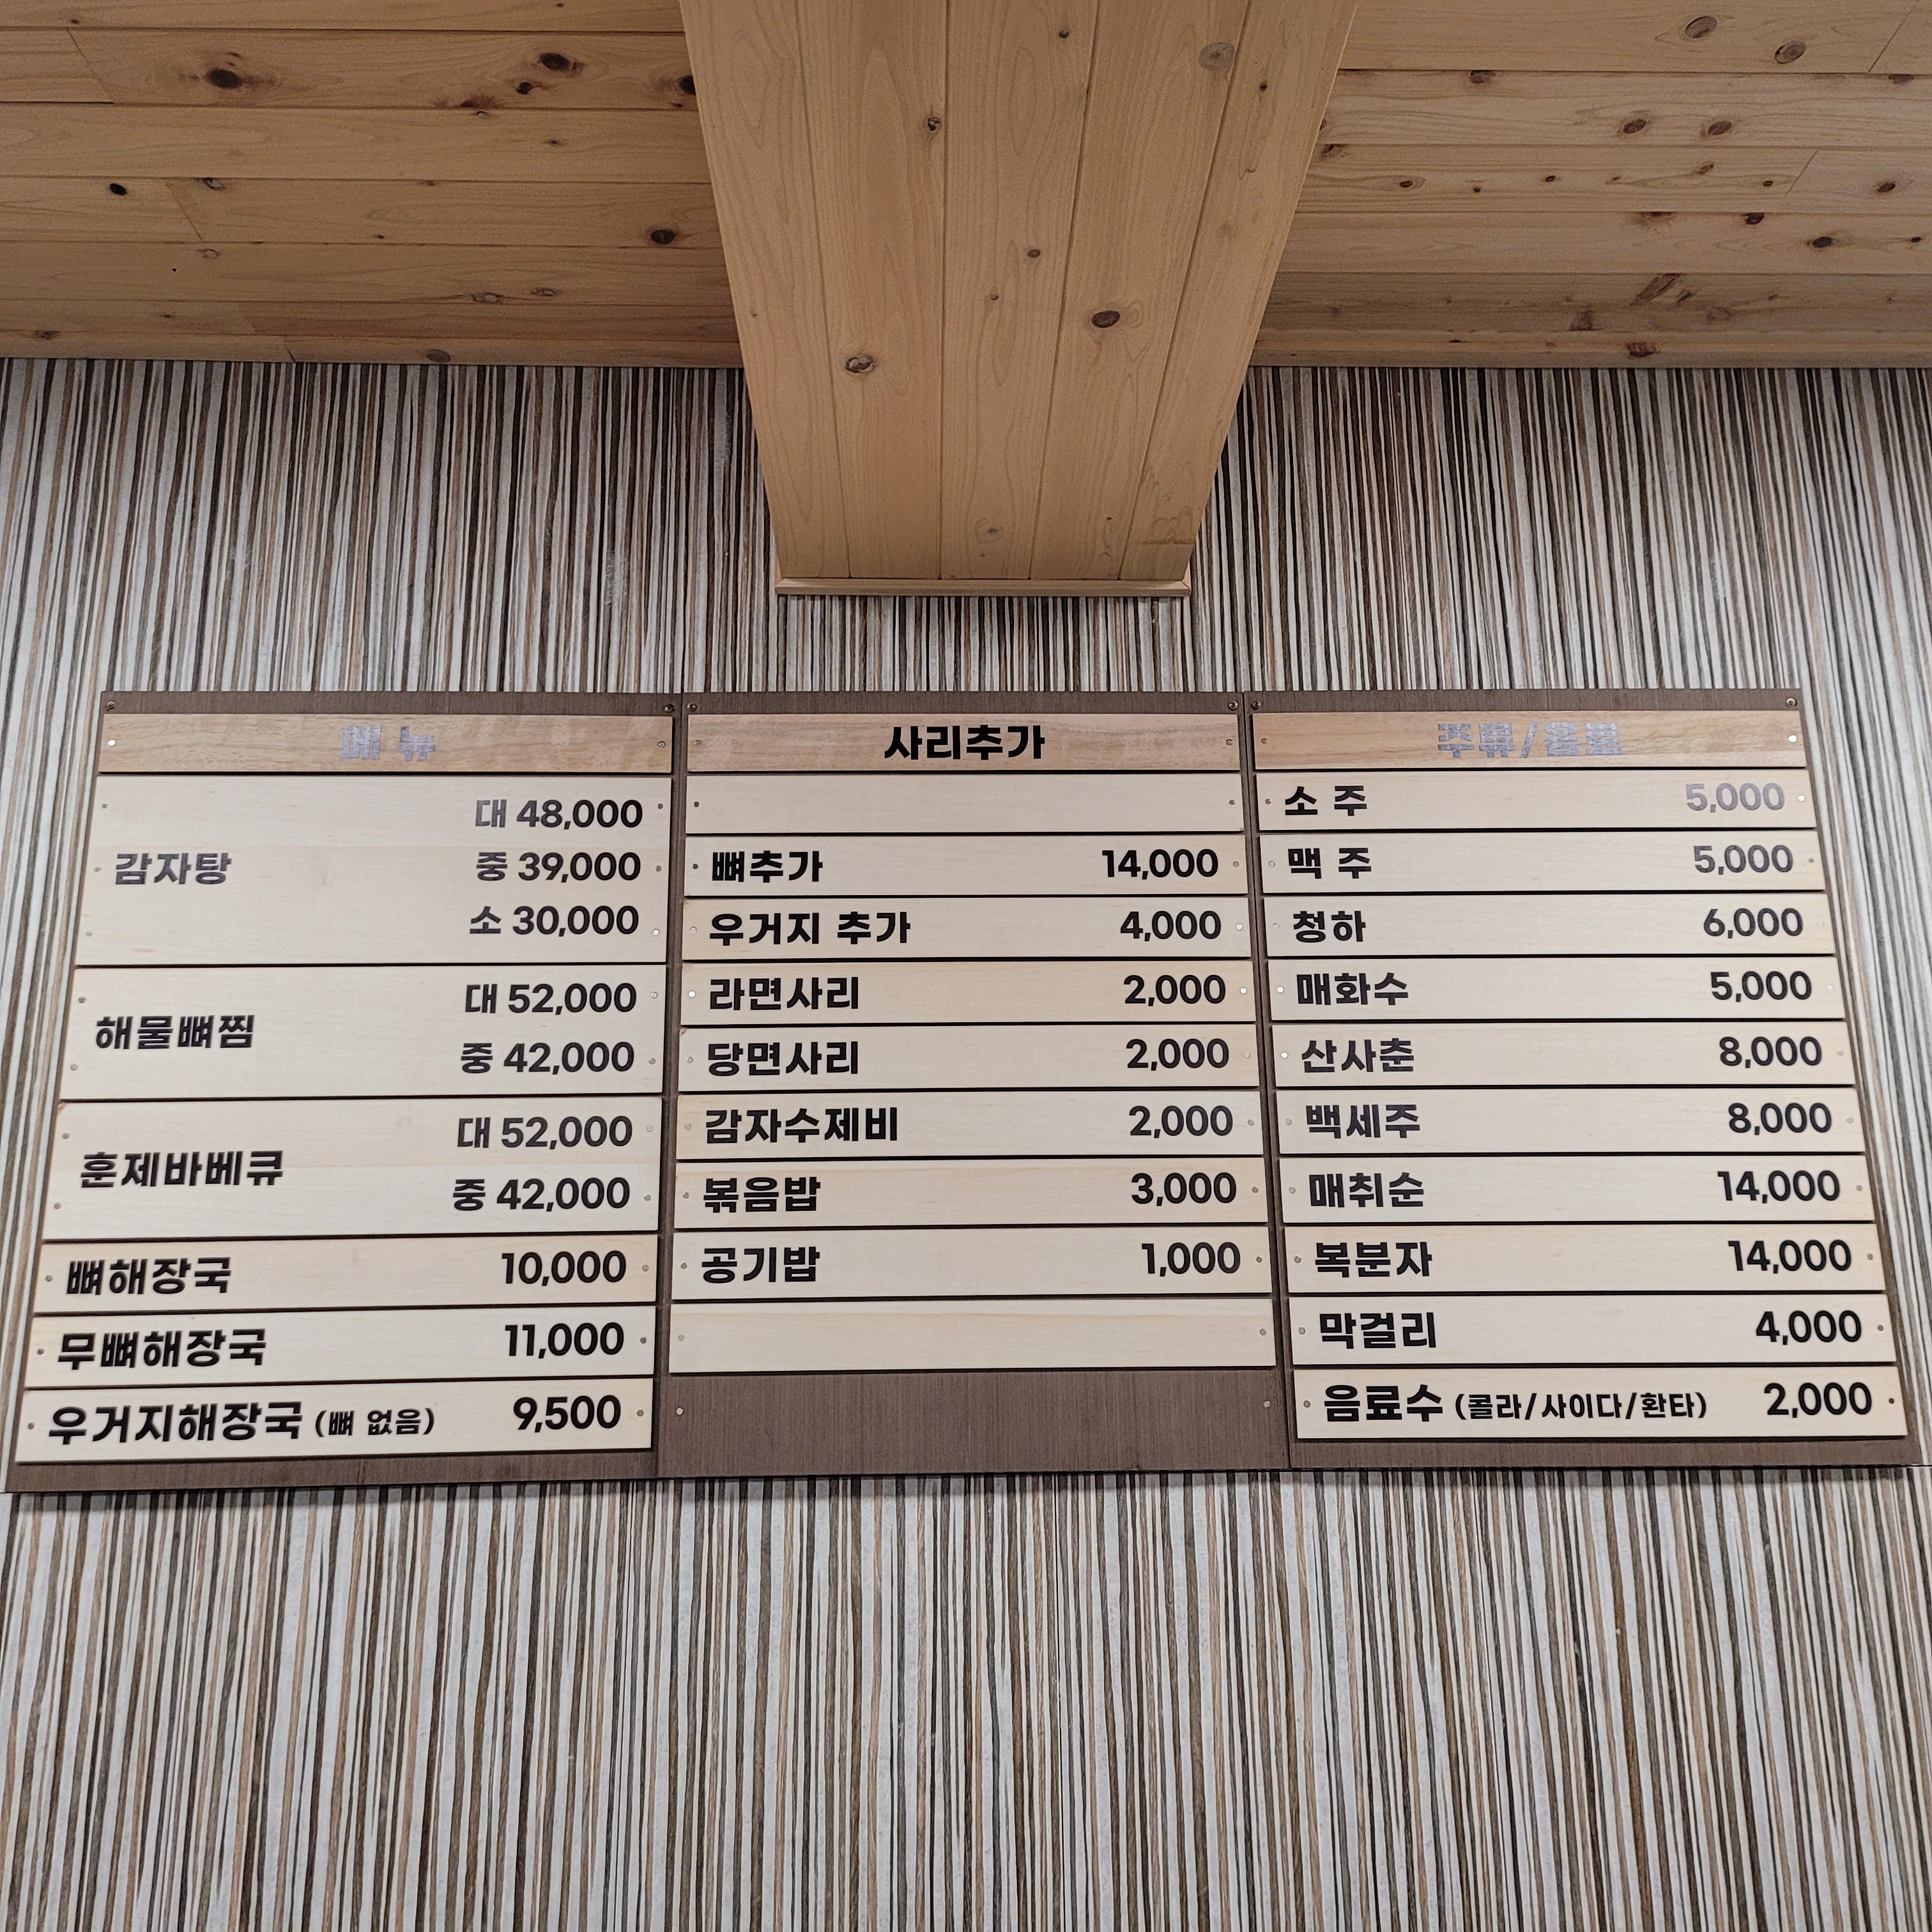 메뉴
감자탕
대 48,000
중 39,000
소 30,000
해물뼈찜
대 52,000
중 42,000
훈제바베큐
대 52,000
중 42,000
뼈해장국 10,000
무뼈해장국 11,000
우거지해장국 (뼈 없음) 9,500
사리추가
뼈추가 14,000
우거지 추가 4,000
라면사리 2,000
당면사리 2,000
감자수제비 2,000
볶음밥 3,000
공기밥 1,000
주류/음료
소 주 5,000
맥 주 5,000
청하 6,000
매화수 5,000
산사춘 8,000
백세주 8,000
매취순 14,000
복분자 14,000
막걸리 4,000
음료수 (콜라/사이다/환타) 2,000